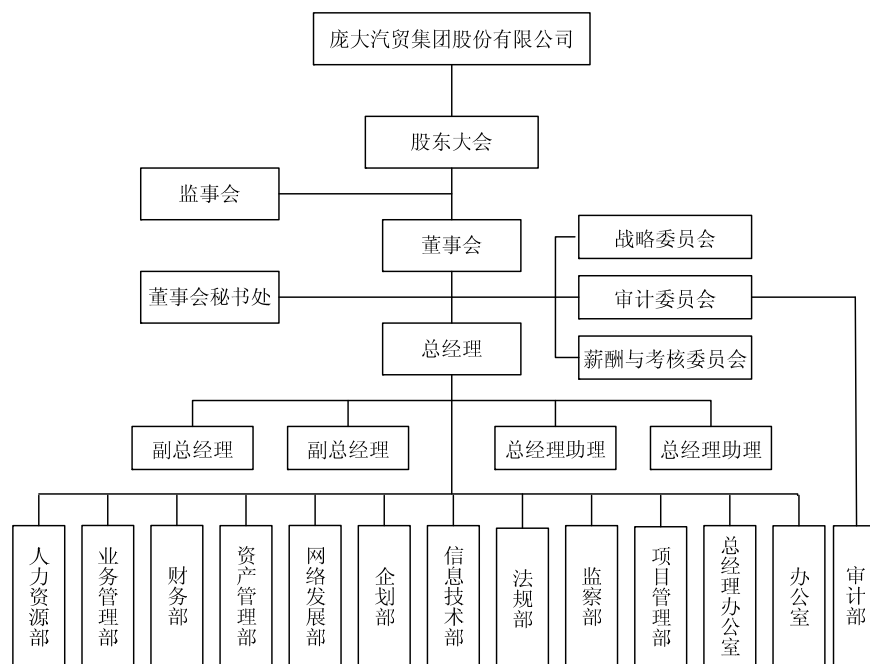 庞大汽贸集团股份有限公司
股东大会
监事会
董事会
战略委员会
董事会秘书处
审计委员会
总经理
薪酬与考核委员会
副总经理
副总经理
总经理助理
总经理助理
人力资源部
业务管理部
财务部
资产管理部
网络发展部
企划部
信息技术部
法规部
监察部
项目管理部
总经理办公室
办公室
审计部